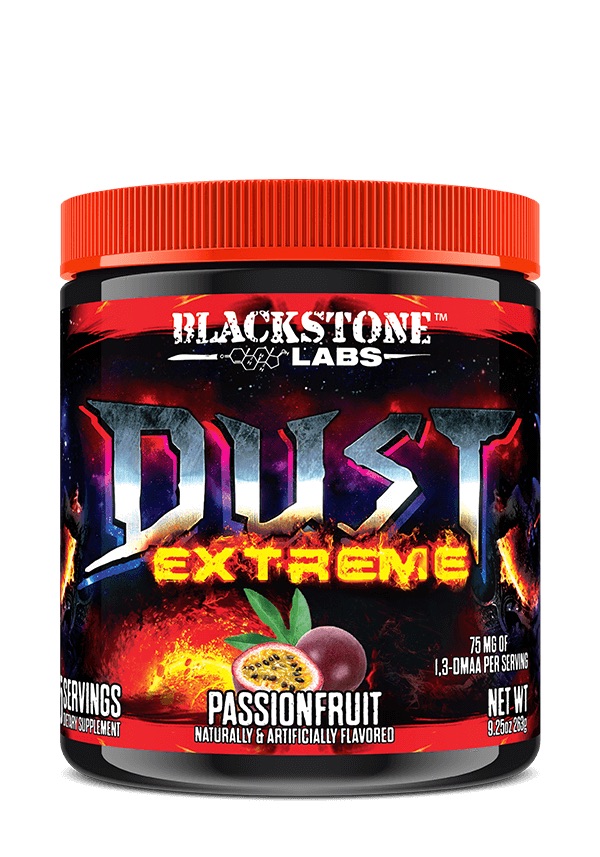 BLACKSTONE™
LABS
DUST
EXTREME
75 MG OF
1,3-DMAA PER SERVING
SERVINGS
DIETARY SUPPLEMENT
PASSIONFRUIT
NATURALLY & ARTIFICIALLY FLAVORED
NET WT
9.25oz 263g